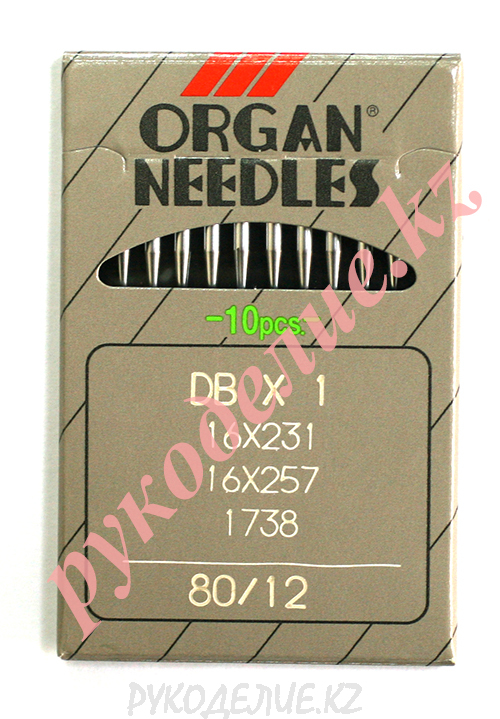 ORGAN®
NEEDLES
-10pcs.-
DB X 1
16X231
16X257
1738
80/12
рукоделие.kz
РУКОДЕЛИЕ.KZ